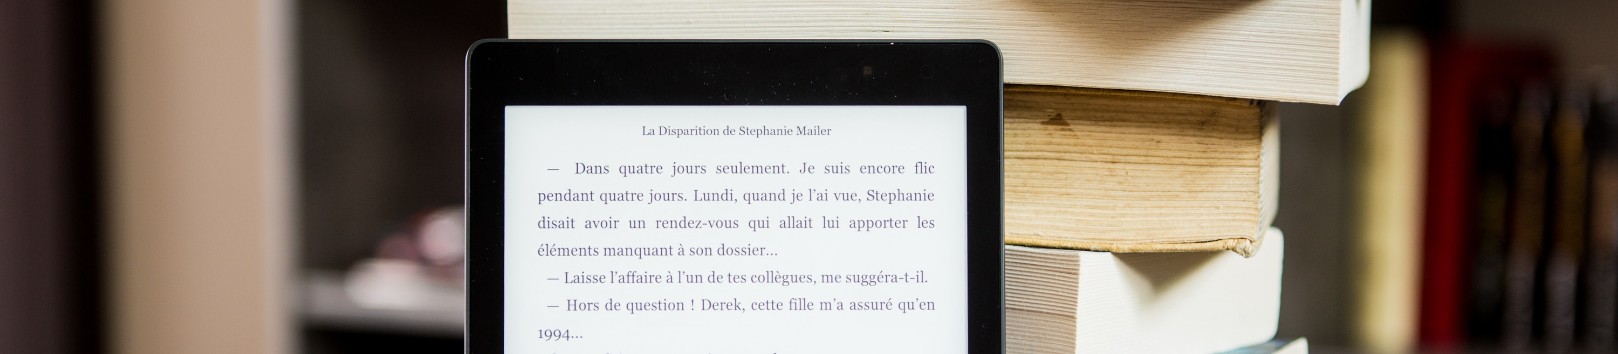 La Disparition de Stephanie Mailer
— Dans quatre jours seulement. Je suis encore flic
pendant quatre jours. Lundi, quand je l'ai vue, Stephanie
disait avoir un rendez-vous qui allait lui apporter les
éléments manquant à son dossier...
— Laisse l'affaire à l'un de tes collègues, me suggéra-t-il.
— Hors de question ! Derek, cette fille m'a assuré qu'en
1994...